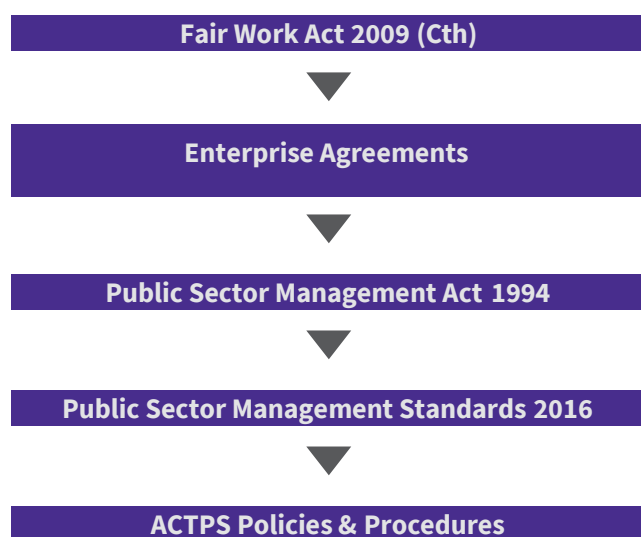 Fair Work Act 2009 (Cth)
Enterprise Agreements
Public Sector Management Act 1994
Public Sector Management Standards 2016
ACTPS Policies & Procedures